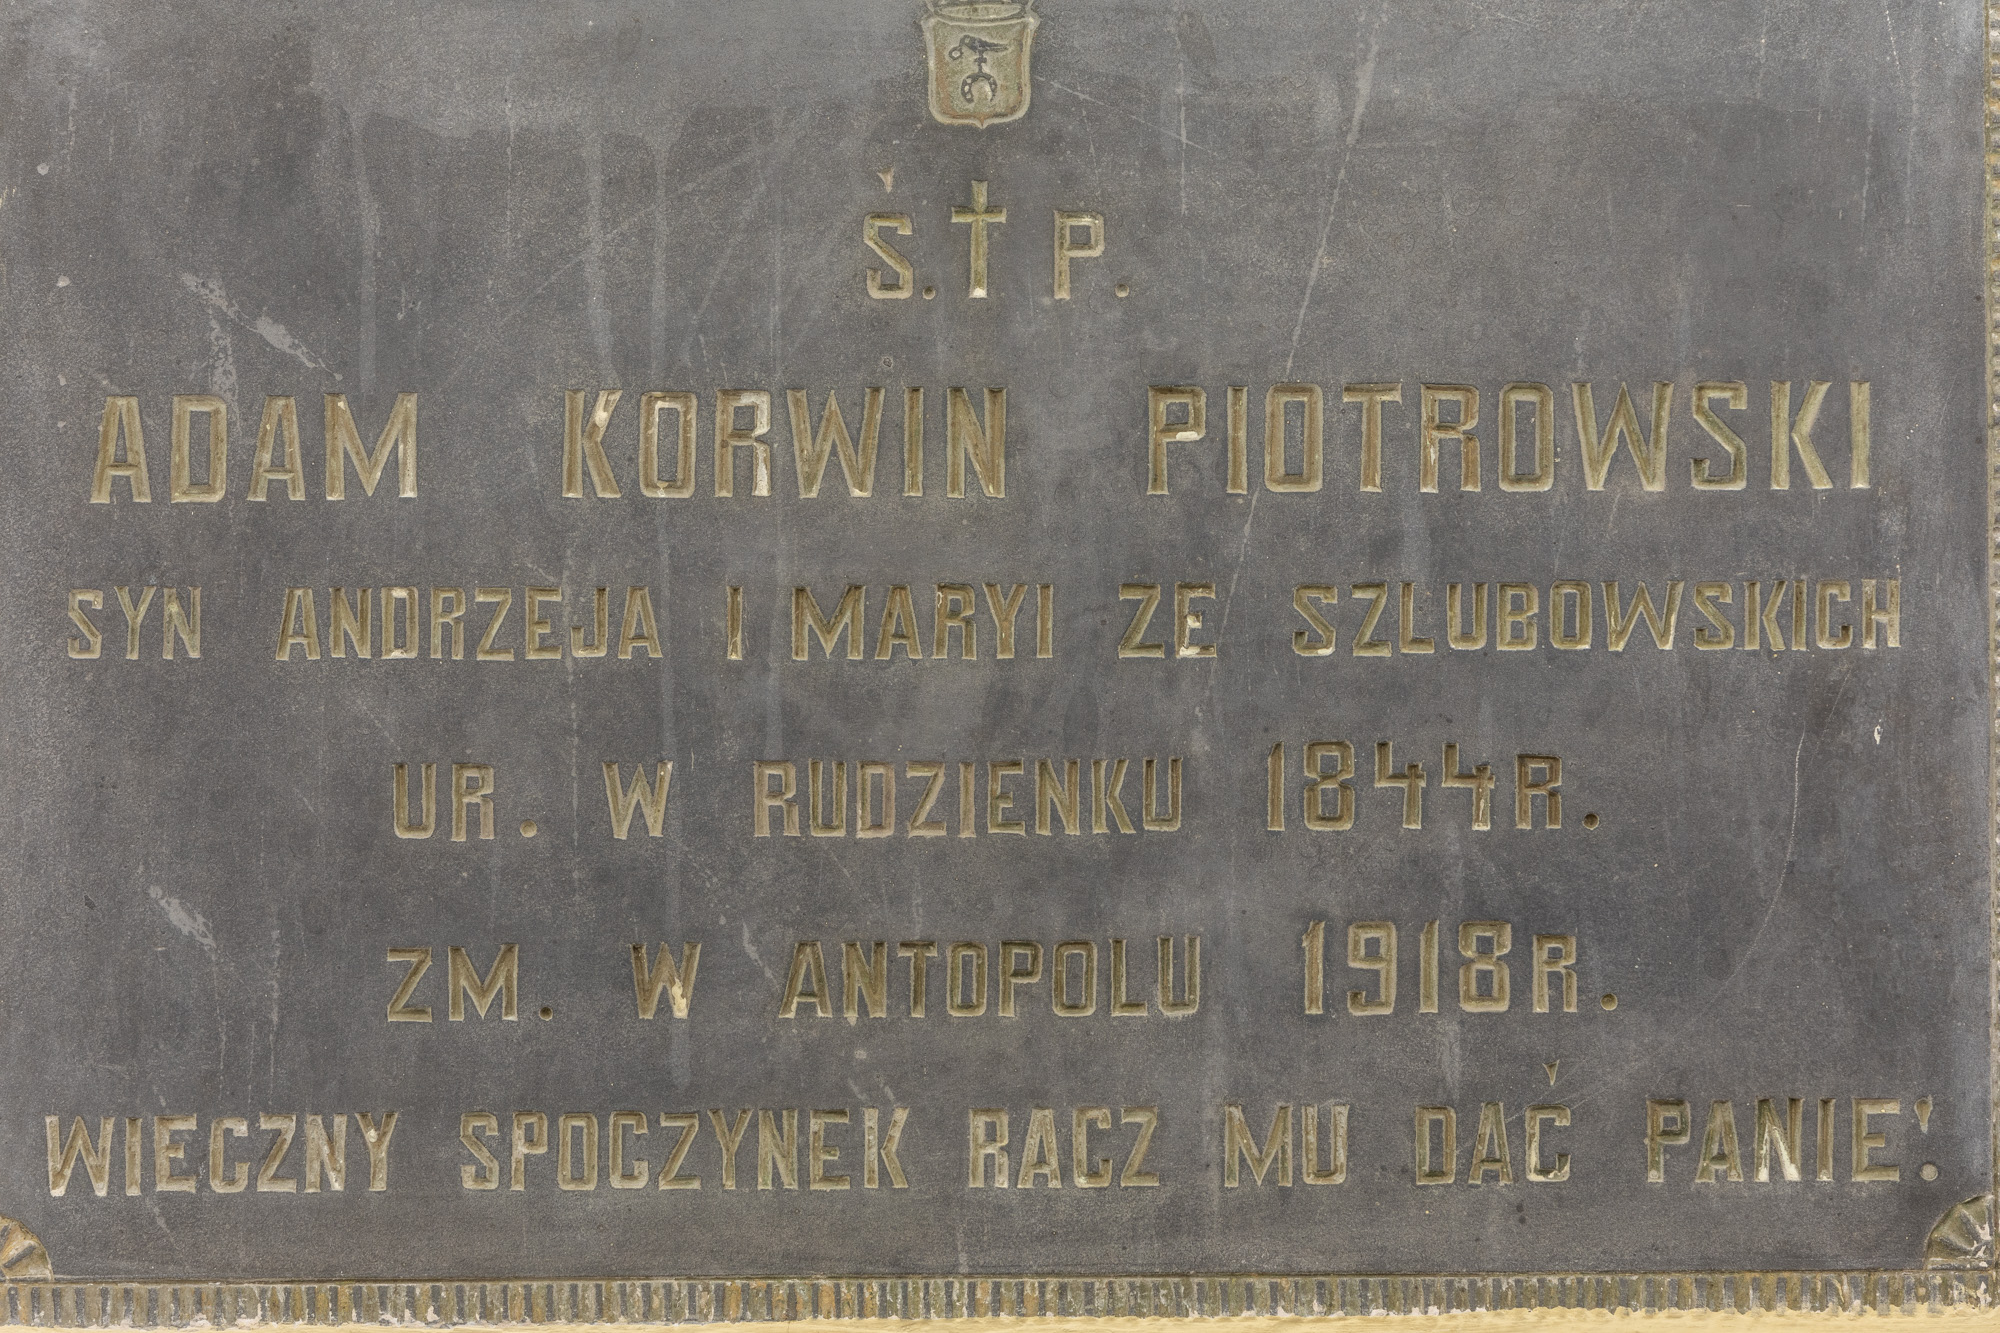 Ś. † P.
ADAM KORWIN PIOTROWSKI
SYN ANDRZEJA I MARYI ZE SZLUBOWSKICH
UR. W RUDZIENKU 1844R.
ZM. W ANTOPOLU 1918R.
WIECZNY SPOCZYNEK RACZ MU DAĆ PANIE!